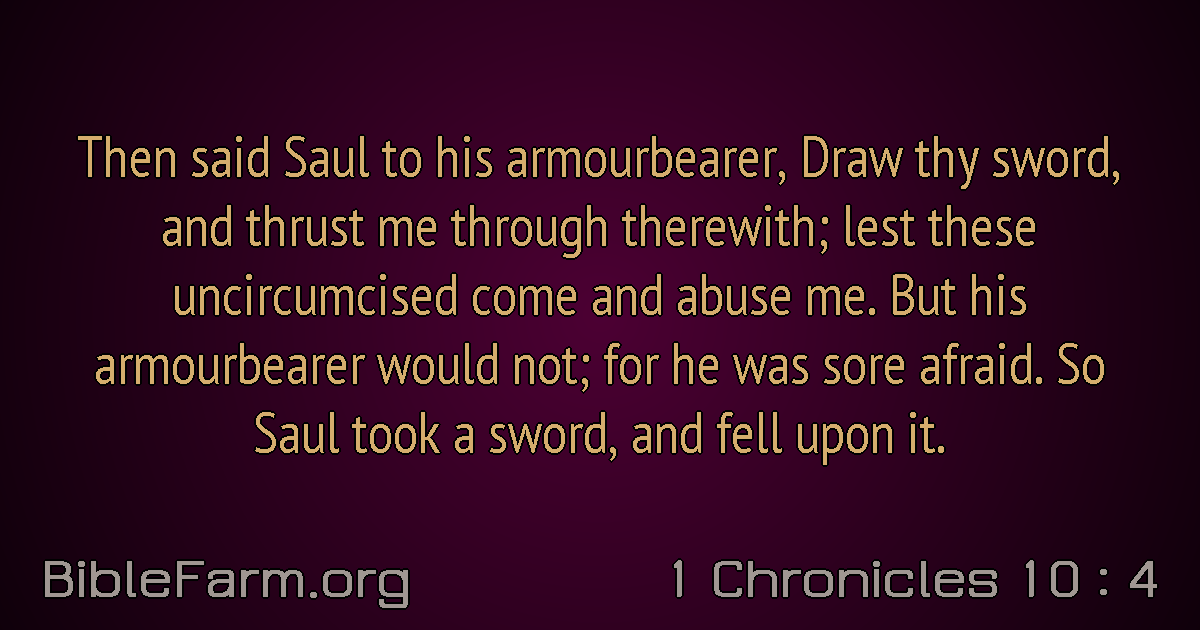 Then said Saul to his armourbearer, Draw thy sword,
and thrust me through therewith; lest these
uncircumcised come and abuse me. But his
armourbearer would not; for he was sore afraid. So
Saul took a sword, and fell upon it.
BibleFarm.org
1 Chronicles 10 : 4